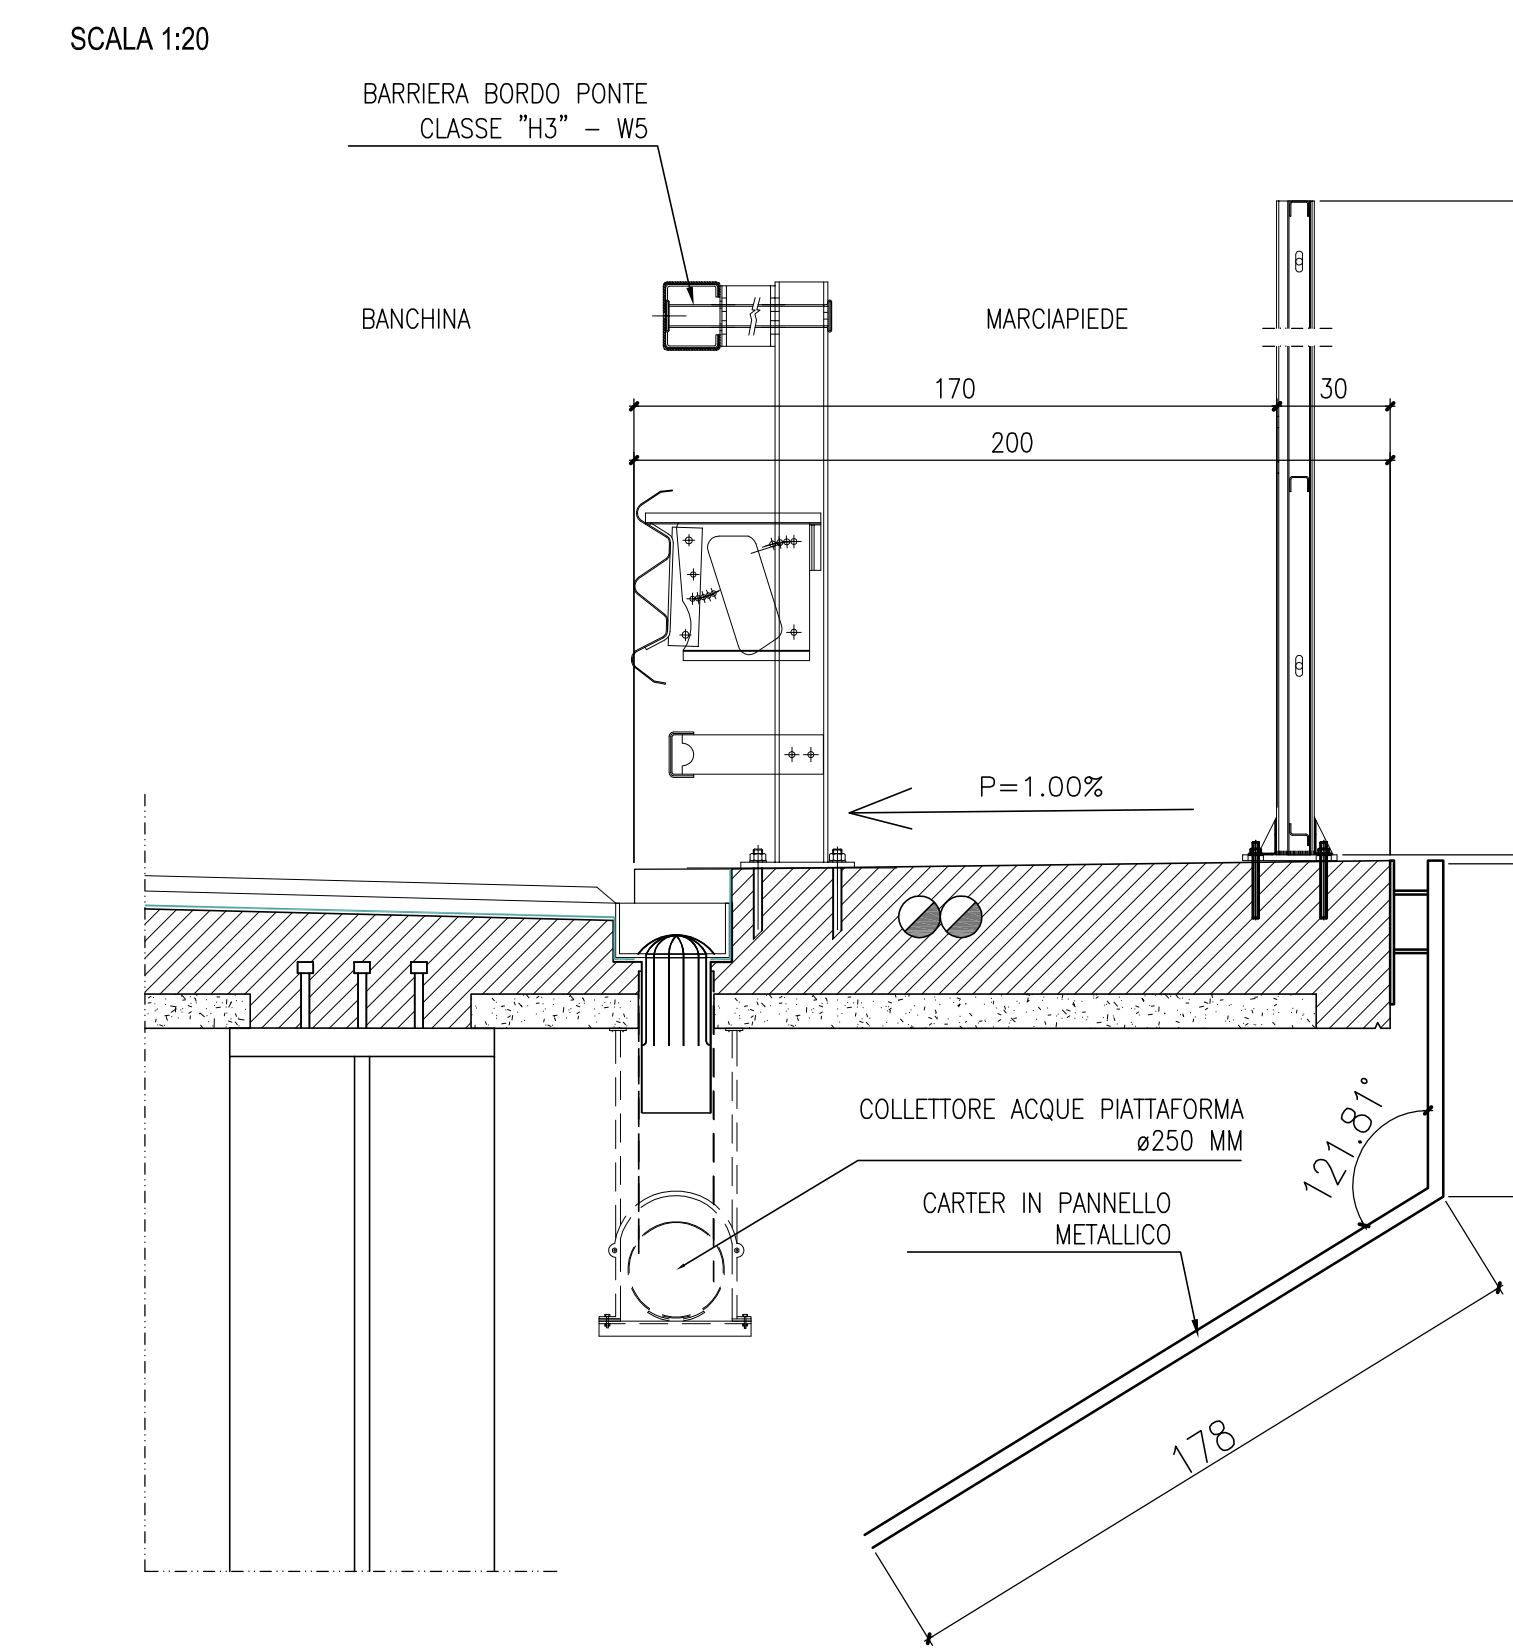 SCALA 1:20
BARRIERA BORDO PONTE
CLASSE "H3" - W5
BANCHINA
MARCIAPIEDE
170
30
200
P=1.00%
COLLETTORE ACQUE PIATTAFORMA
ø250 MM
121.81°
CARTER IN PANNELLO
METALLICO
178